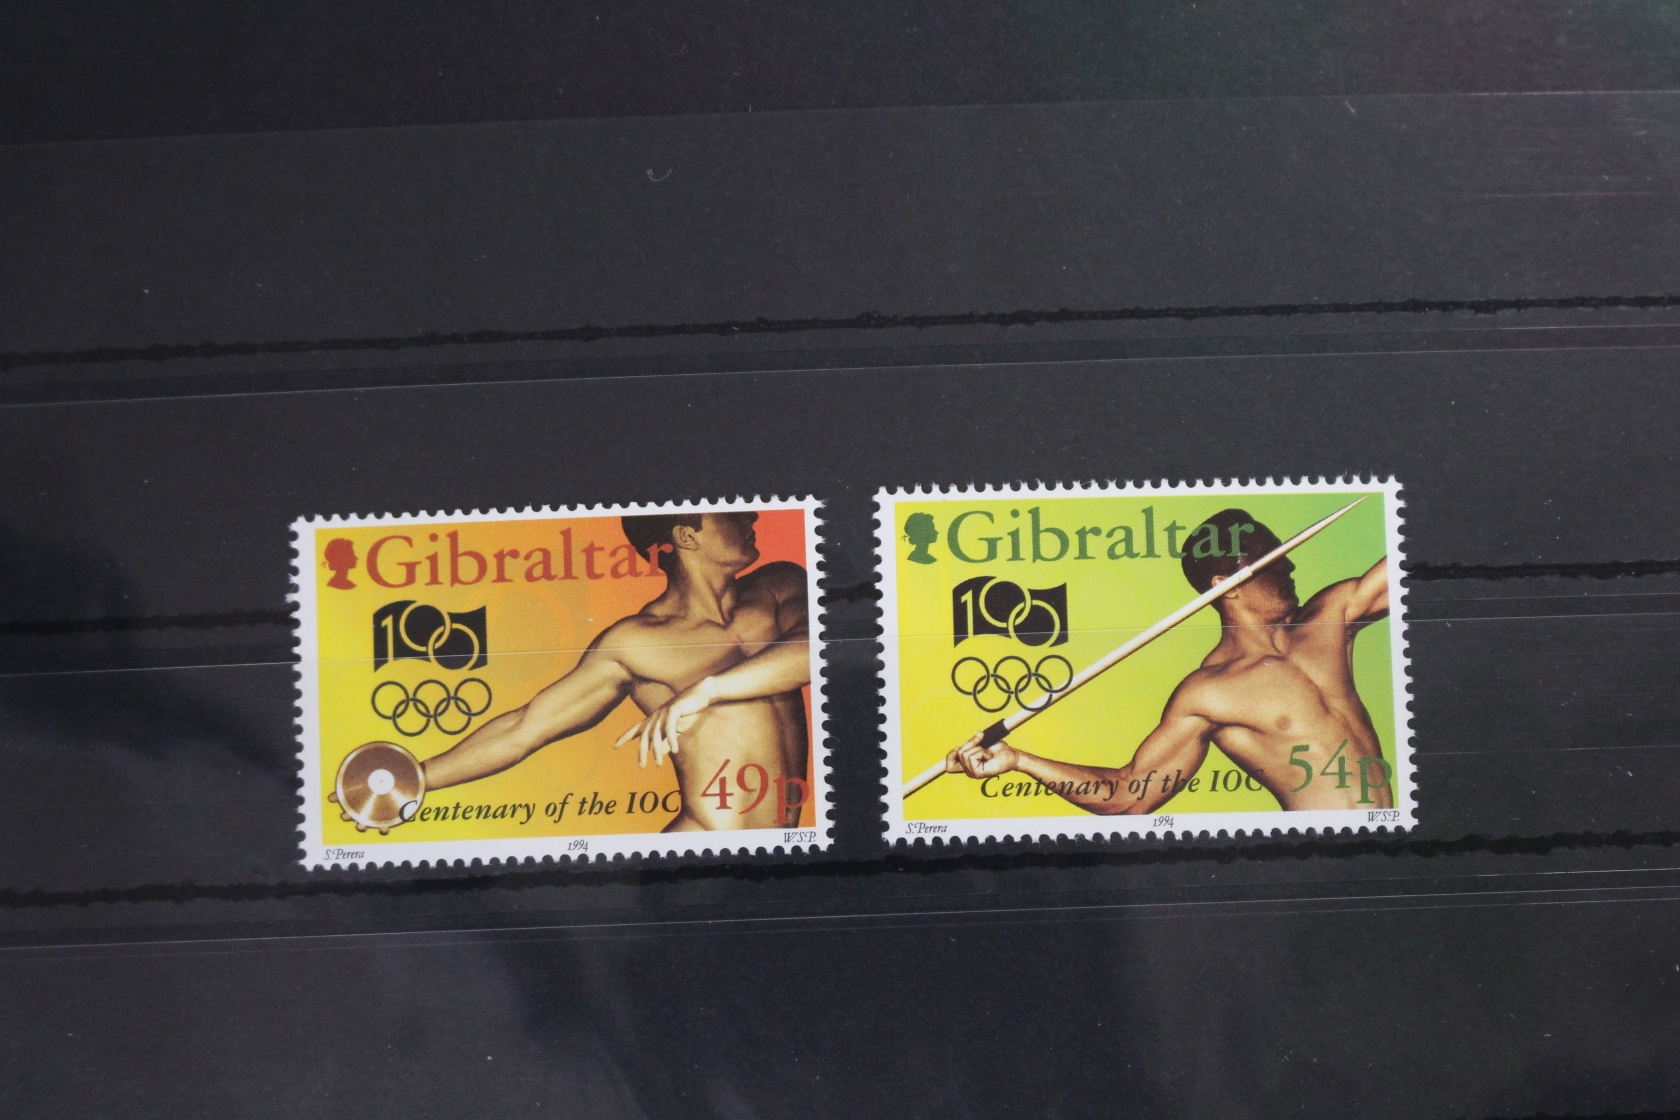 Gibraltar
100
Centenary of the IOC 49p
S. Perera 1994 W.S.P.
Gibraltar
100
Centenary of the IOC 54p
S. Perera 1994 W.S.P.